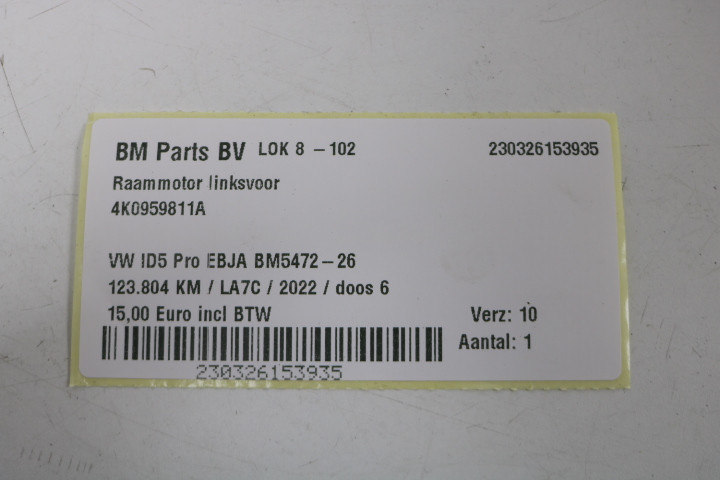 BM Parts BV LOK 8 - 102 230326153935
Raammotor linksvoor
4K0959811A
VW ID5 Pro EBJA BM5472-26
123.804 KM / LA7C / 2022 / doos 6
15,00 Euro incl BTW Verz: 10
Aantal: 1
230326153935